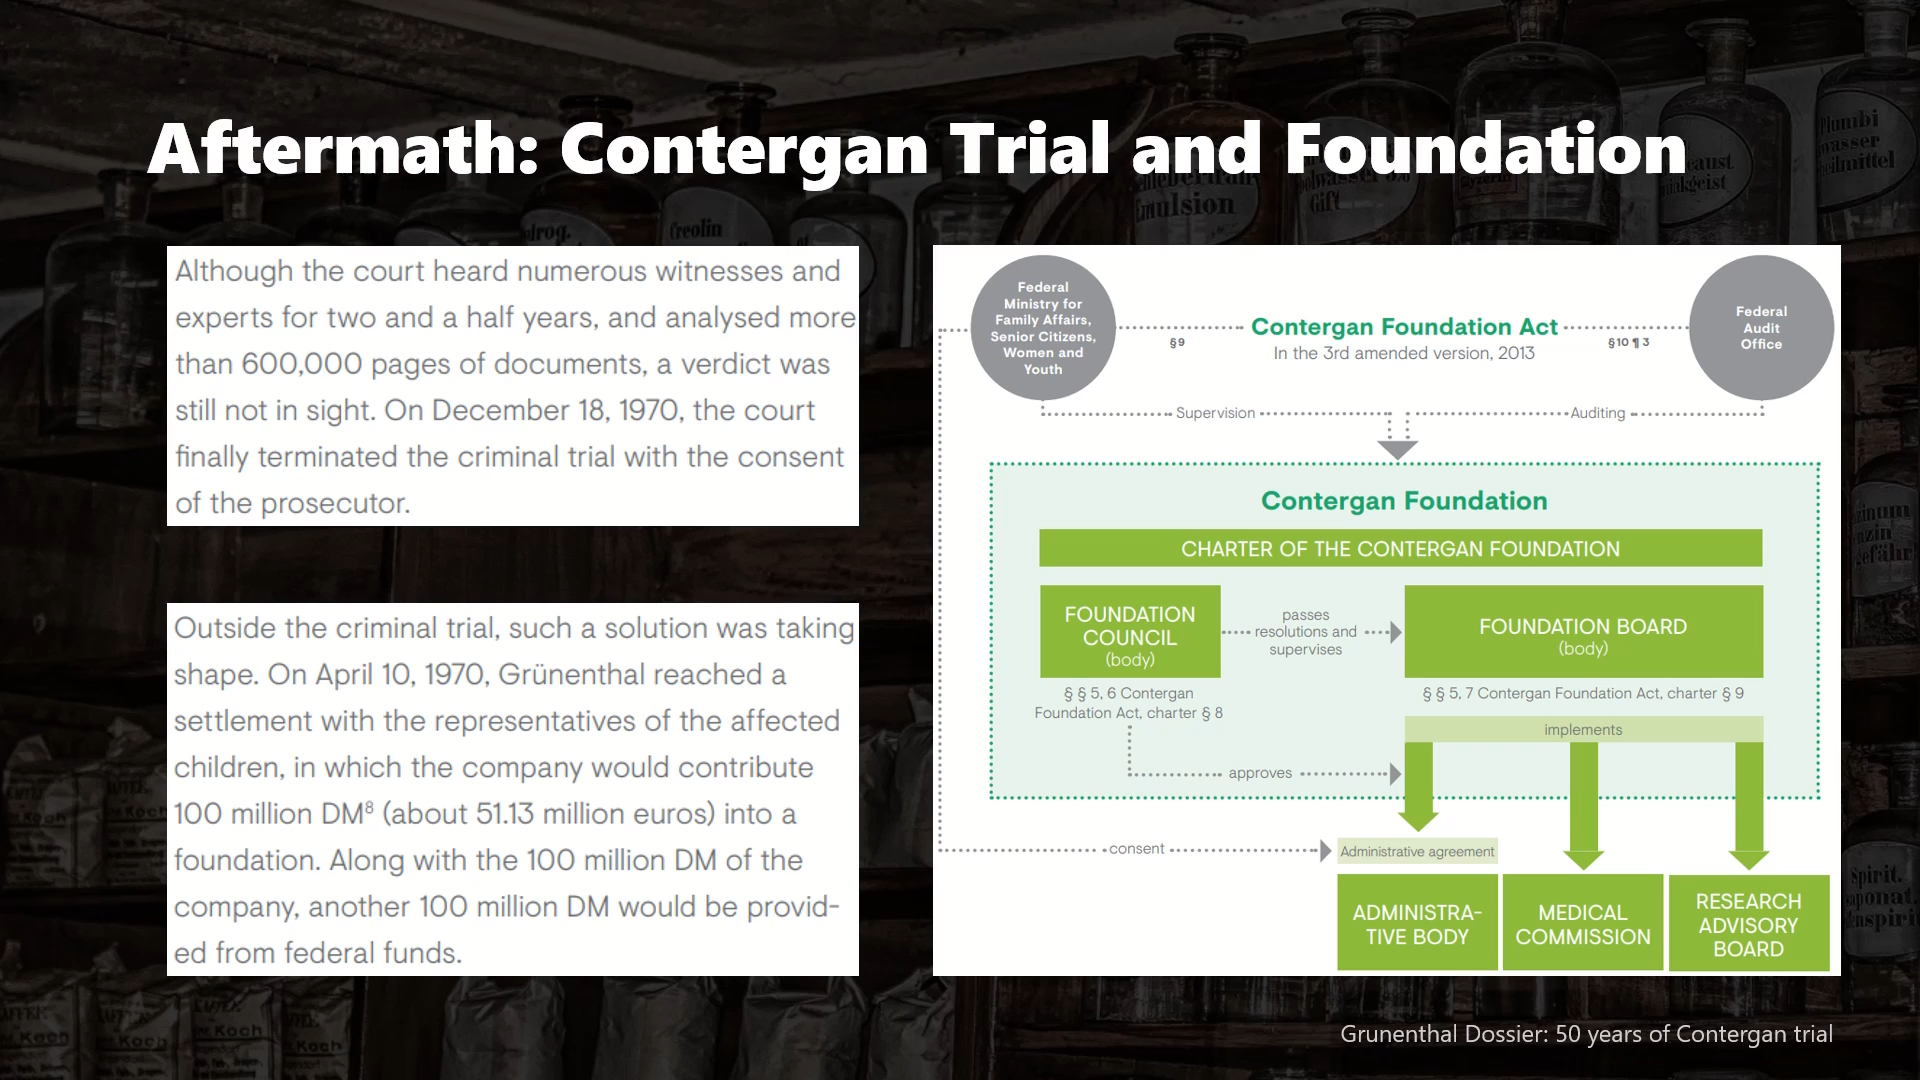 Aftermath: Contergan Trial and Foundation
Although the court heard numerous witnesses and
experts for two and a half years, and analysed more
than 600,000 pages of documents, a verdict was
still not in sight. On December 18, 1970, the court
finally terminated the criminal trial with the consent
of the prosecutor.
Outside the criminal trial, such a solution was taking
shape. On April 10, 1970, Grünenthal reached a
settlement with the representatives of the affected
children, in which the company would contribute
100 million DM⁸ (about 51.13 million euros) into a
foundation. Along with the 100 million DM of the
company, another 100 million DM would be provid-
ed from federal funds.
Federal
Ministry for
Family Affairs,
Senior Citizens,
Women and
Youth
§9
Contergan Foundation Act
In the 3rd amended version, 2013
§10 ¶ 3
Federal
Audit
Office
Supervision
Auditing
Contergan Foundation
CHARTER OF THE CONTERGAN FOUNDATION
FOUNDATION
COUNCIL
(body)
passes
resolutions and
supervises
FOUNDATION BOARD
(body)
§ § 5, 6 Contergan
Foundation Act, charter § 8
§ § 5, 7 Contergan Foundation Act, charter § 9
implements
approves
consent
Administrative agreement
ADMINISTRA-
TIVE BODY
MEDICAL
COMMISSION
RESEARCH
ADVISORY
BOARD
Grunenthal Dossier: 50 years of Contergan trial
Creolin
Emulsion
Gift
Plumbi
Spirit.
Koch